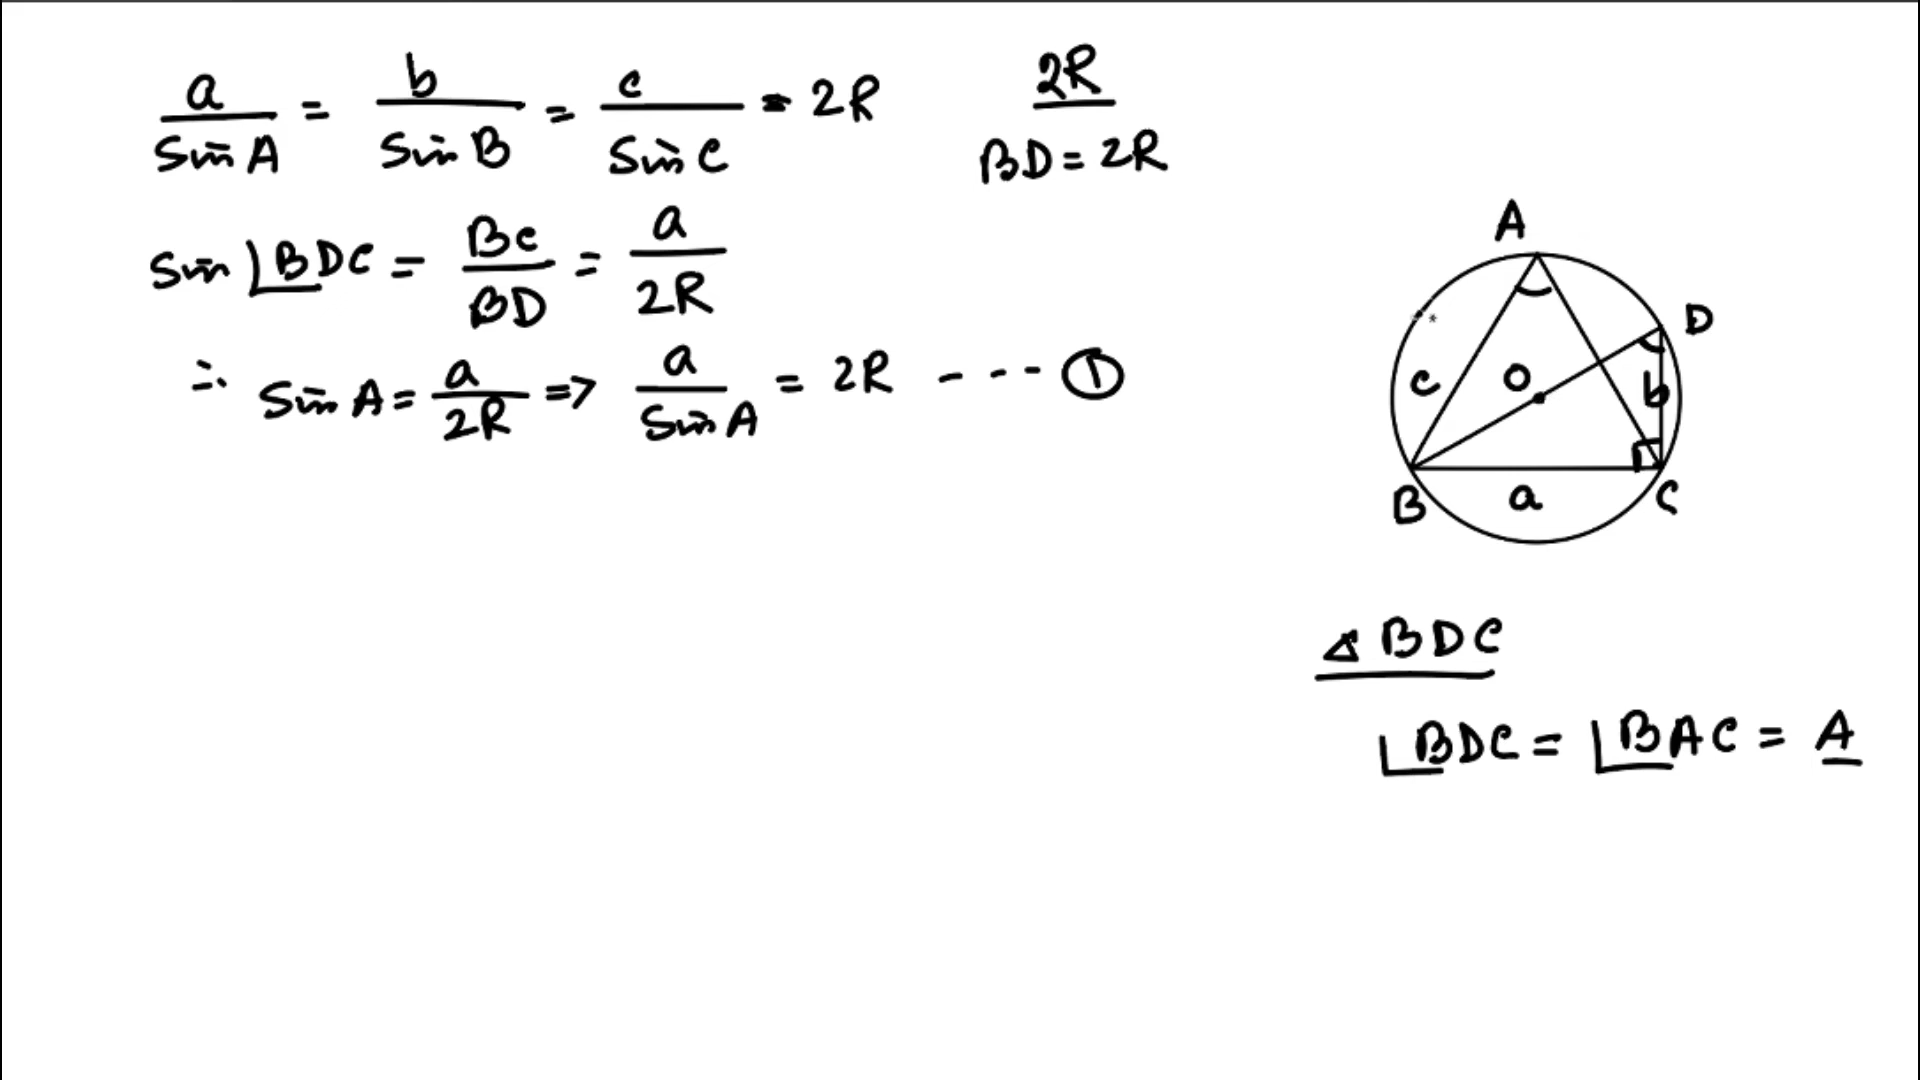 a/Sin A = b/Sin B = c/Sin C = 2R
2R
BD = 2R
Sin ∠BDC = BC/BD = a/2R
∴ Sin A = a/2R => a/Sin A = 2R --- ①
A
D
c
O
b
B
a
C
△ BDC
∠BDC = ∠BAC = A